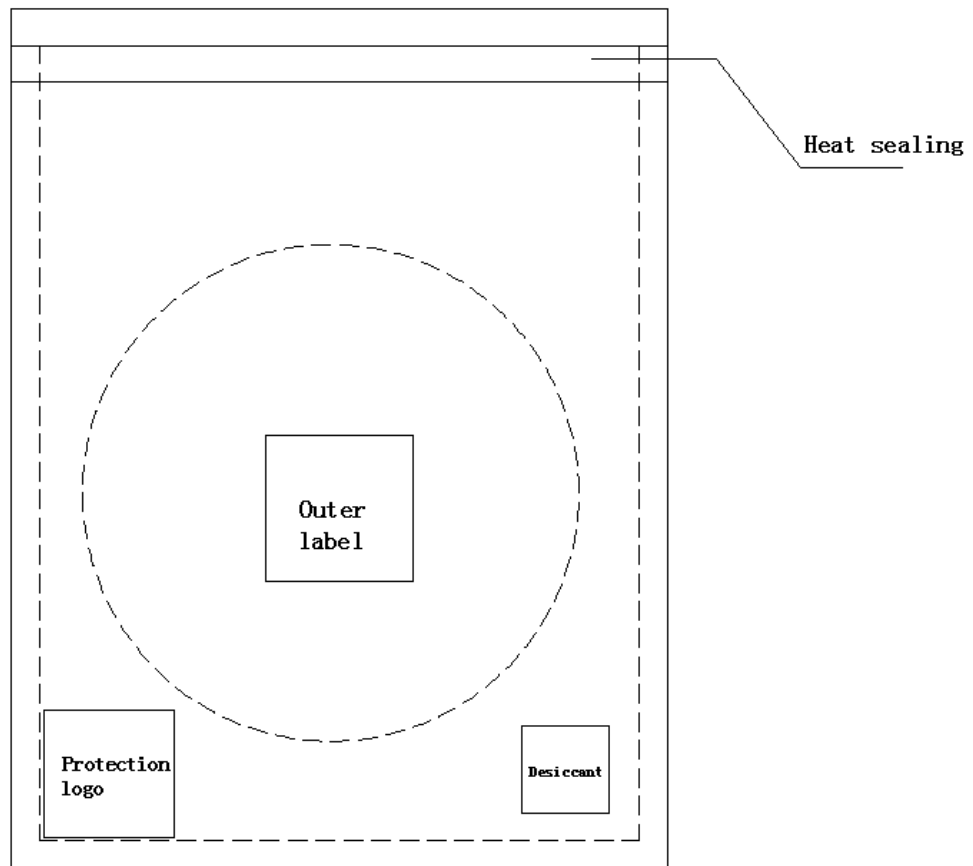 Heat sealing
Outer
label
Protection
logo
Desiccant